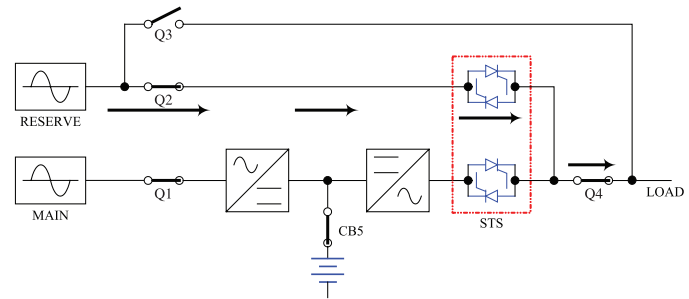 Q3
RESERVE
Q2
MAIN
Q1
CB5
STS
Q4
LOAD